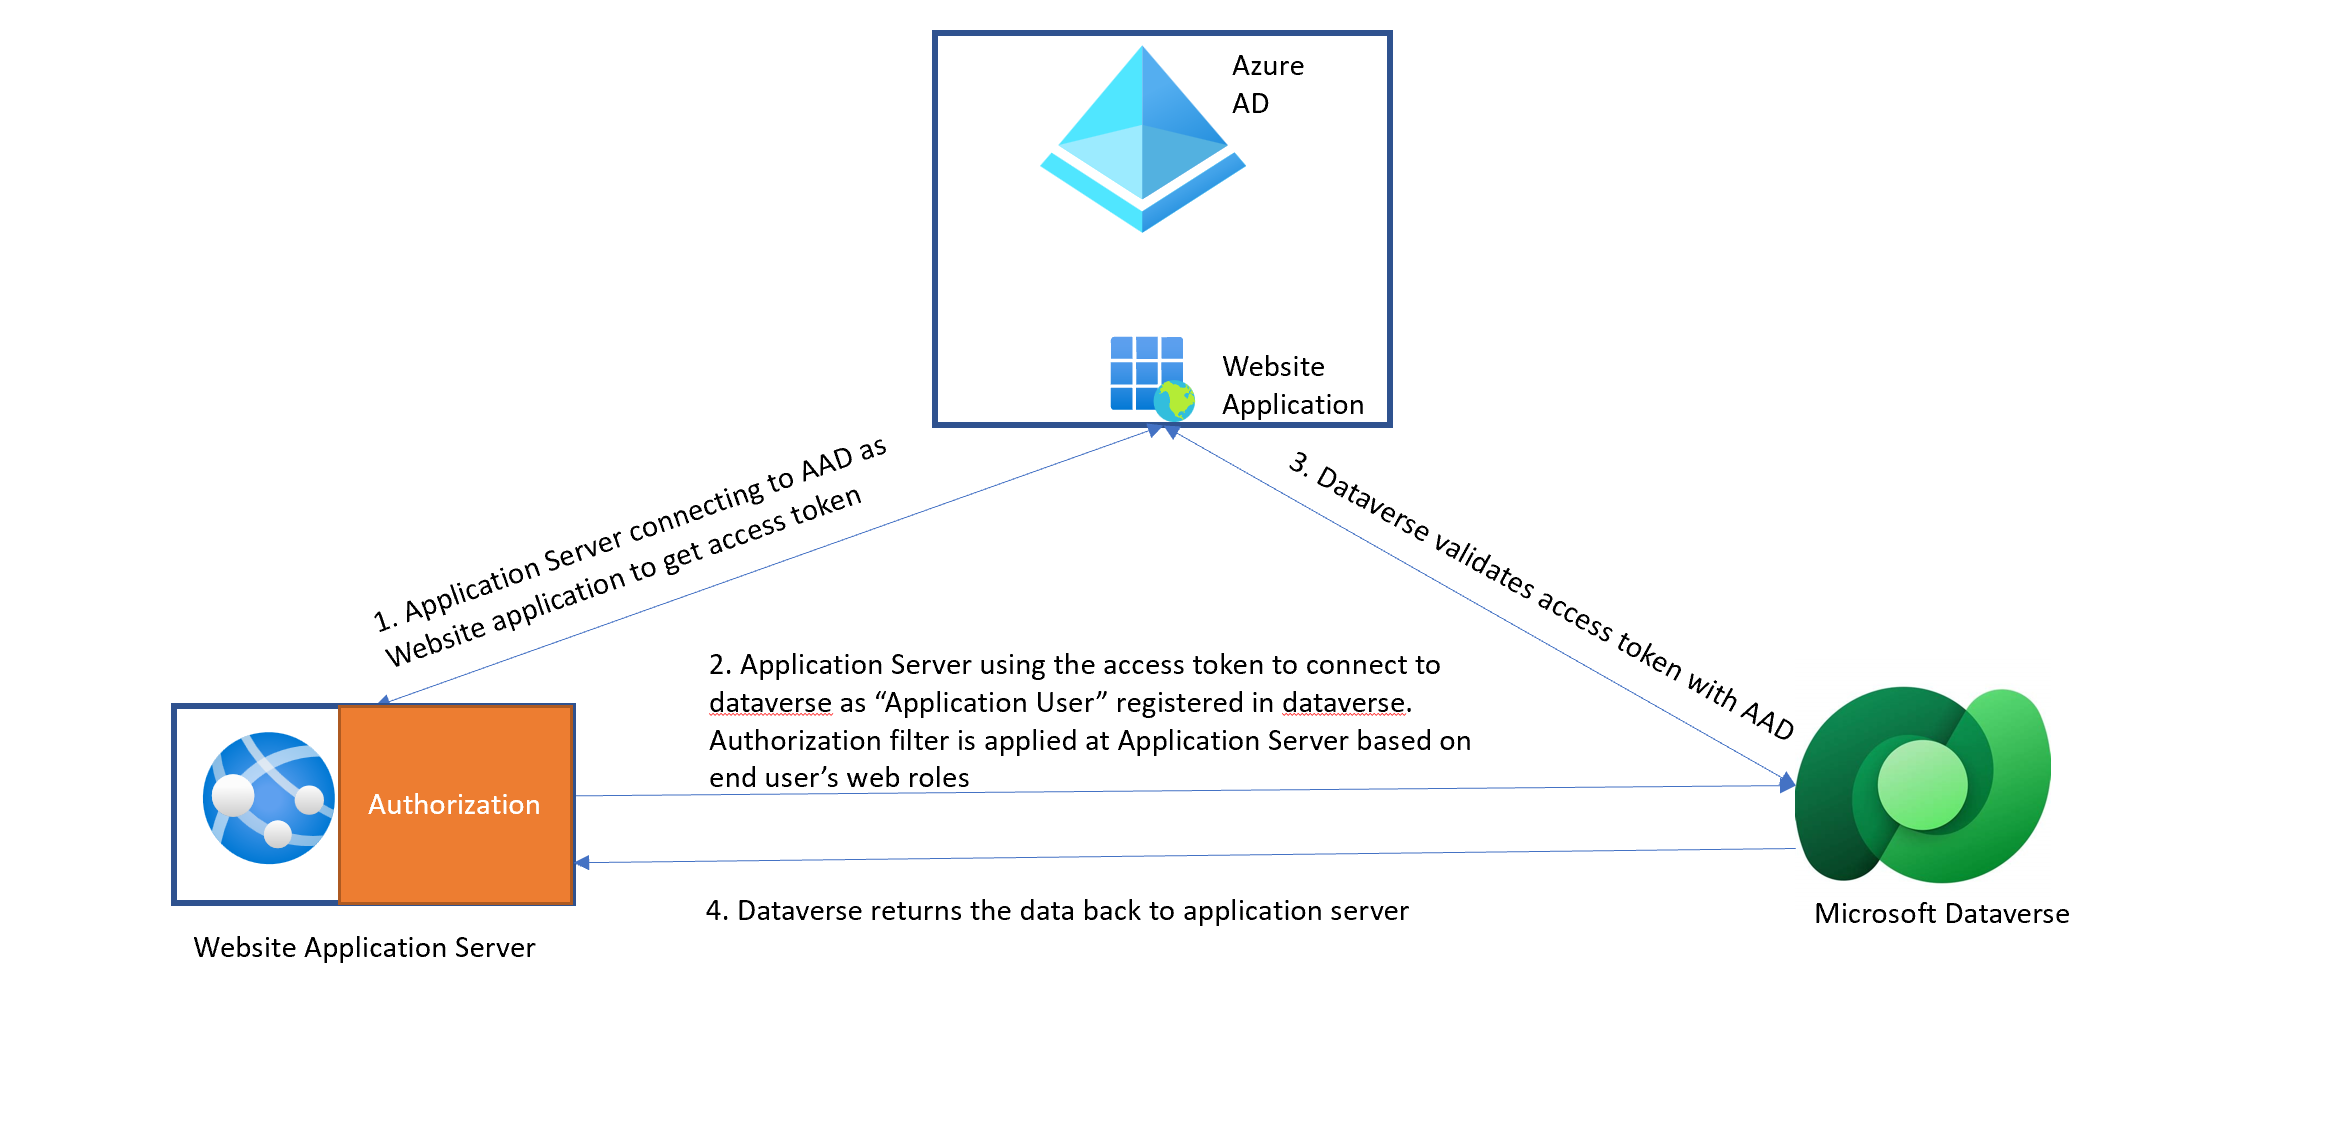 Azure
AD
Website
Application
1. Application Server connecting to AAD as
Website application to get access token
3. Dataverse validates access token with AAD
2. Application Server using the access token to connect to
dataverse as “Application User” registered in dataverse.
Authorization filter is applied at Application Server based on
end user’s web roles
Authorization
4. Dataverse returns the data back to application server
Microsoft Dataverse
Website Application Server